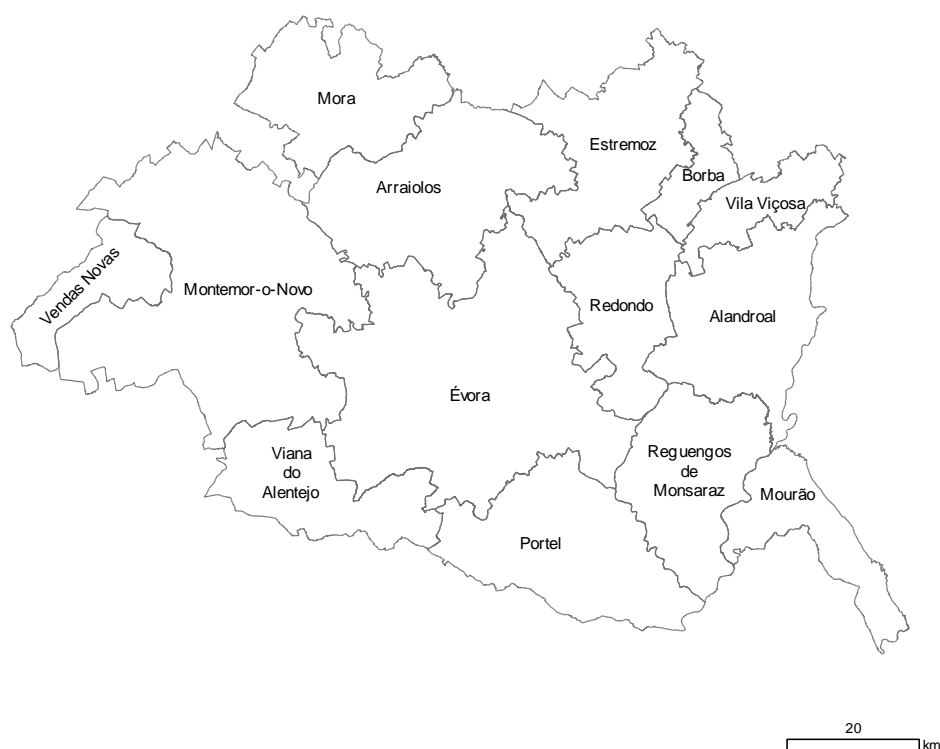 Mora
Estremoz
Borba
Arraiolos
Vila Viçosa
Vendas Novas
Montemor-o-Novo
Redondo
Alandroal
Évora
Viana
do
Alentejo
Reguengos
de
Monsaraz
Mourão
Portel
20
km